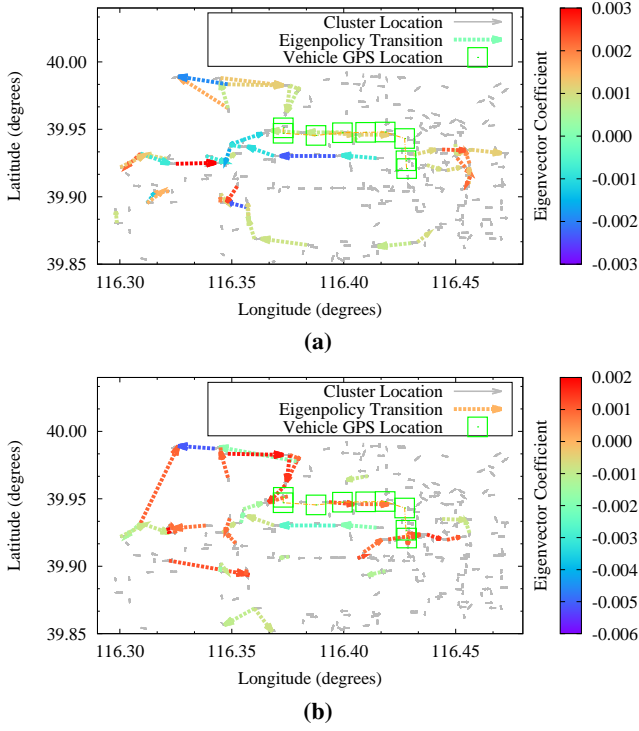 Cluster Location
Eigenpolicy Transition
Vehicle GPS Location
40.00
39.95
39.90
39.85
Latitude (degrees)
116.30 116.35 116.40 116.45
Longitude (degrees)
0.003
0.002
0.001
0.000
-0.001
-0.002
-0.003
Eigenvector Coefficient
(a)
Cluster Location
Eigenpolicy Transition
Vehicle GPS Location
40.00
39.95
39.90
39.85
Latitude (degrees)
116.30 116.35 116.40 116.45
Longitude (degrees)
0.002
0.001
0.000
-0.001
-0.002
-0.003
-0.004
-0.005
-0.006
Eigenvector Coefficient
(b)